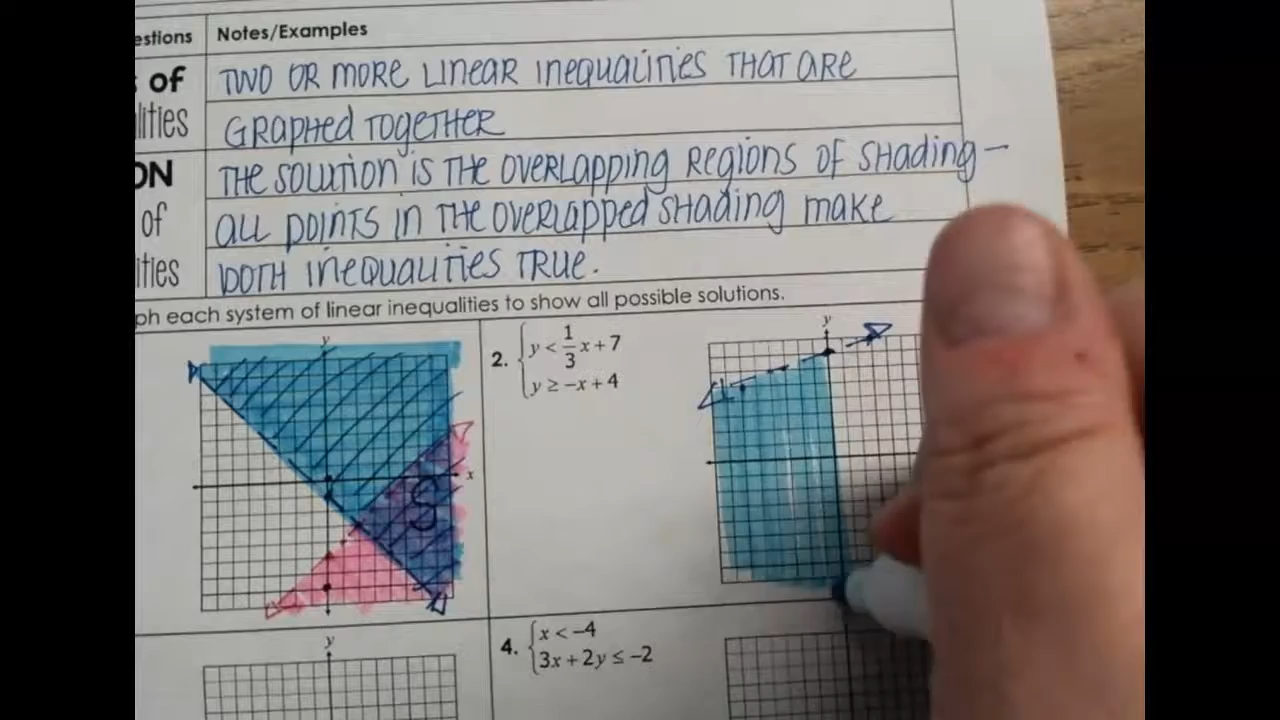 estions Notes/Examples
of TWO OR MORE LINEAR INEQUALITIES THAT ARE
lities GRAPHED TOGETHER
ON THE SOLUTION IS THE OVERLAPPING REGIONS OF SHADING –
of ALL POINTS IN THE OVERLAPPED SHADING MAKE
ities BOTH INEQUALITIES TRUE.
ph each system of linear inequalities to show all possible solutions.
y
2. y < 1/3 x + 7
y ≥ -x + 4
y
x
S
y
4. x < -4
3x + 2y ≤ -2